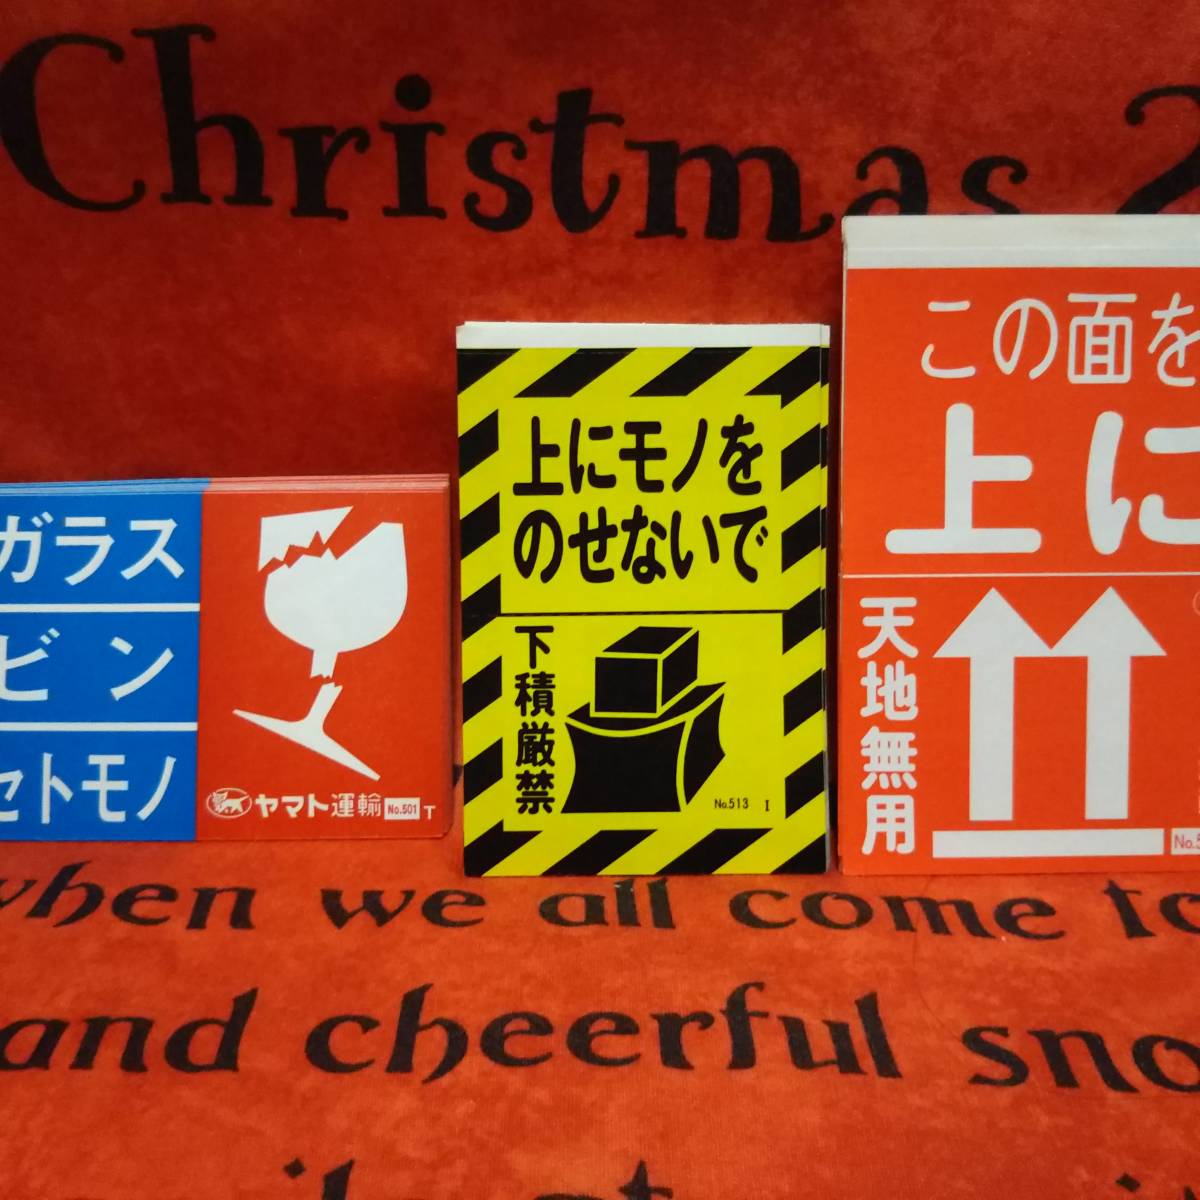 Christmas
ガラス
ビン
セトモノ
ヤマト運輸 No.501 T
上にモノを
のせないで
下積厳禁
No.513 I
この面を
上に
天地無用
when we all come to
and cheerful sno